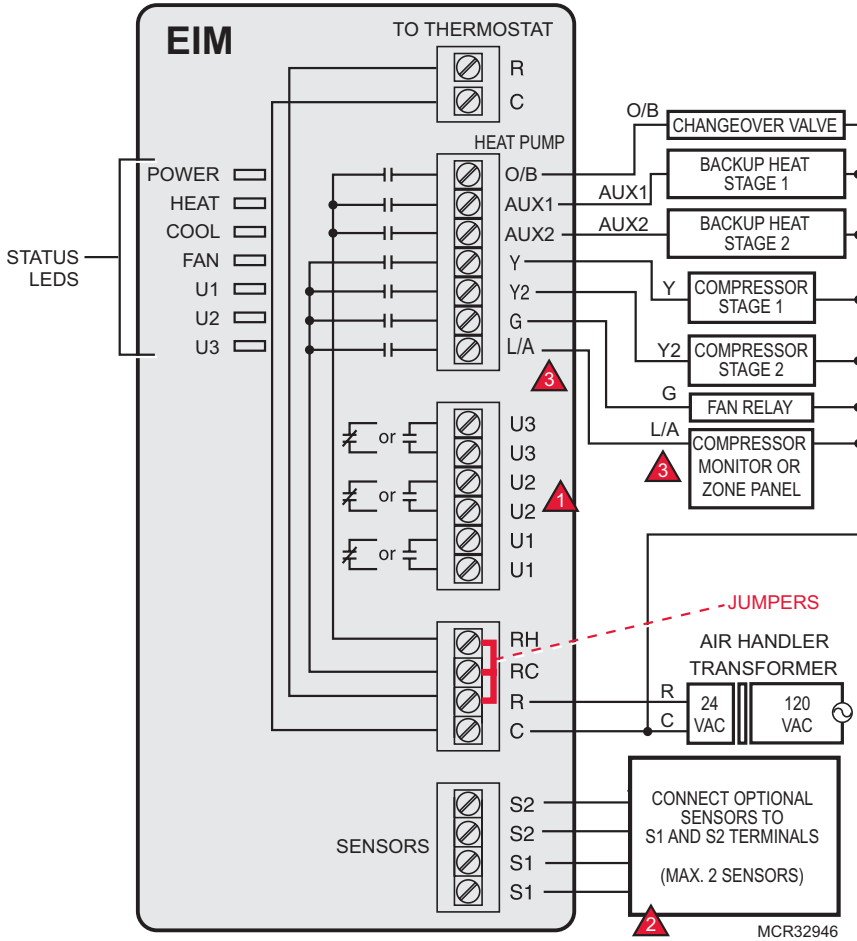 EIM
TO THERMOSTAT
R
C
HEAT PUMP
O/B
AUX1
AUX2
Y
Y2
G
L/A
3
POWER
HEAT
COOL
FAN
U1
U2
U3
STATUS
LEDS
O/B
CHANGEOVER VALVE
AUX1
BACKUP HEAT
STAGE 1
AUX2
BACKUP HEAT
STAGE 2
Y
COMPRESSOR
STAGE 1
Y2
COMPRESSOR
STAGE 2
G
FAN RELAY
L/A
3
COMPRESSOR
MONITOR OR
ZONE PANEL
or
or
or
U3
U3
U2
U2
U1
U1
1
JUMPERS
RH
RC
R
C
AIR HANDLER
TRANSFORMER
R
C
24
VAC
120
VAC
SENSORS
S2
S2
S1
S1
CONNECT OPTIONAL
SENSORS TO
S1 AND S2 TERMINALS
(MAX. 2 SENSORS)
2
MCR32946